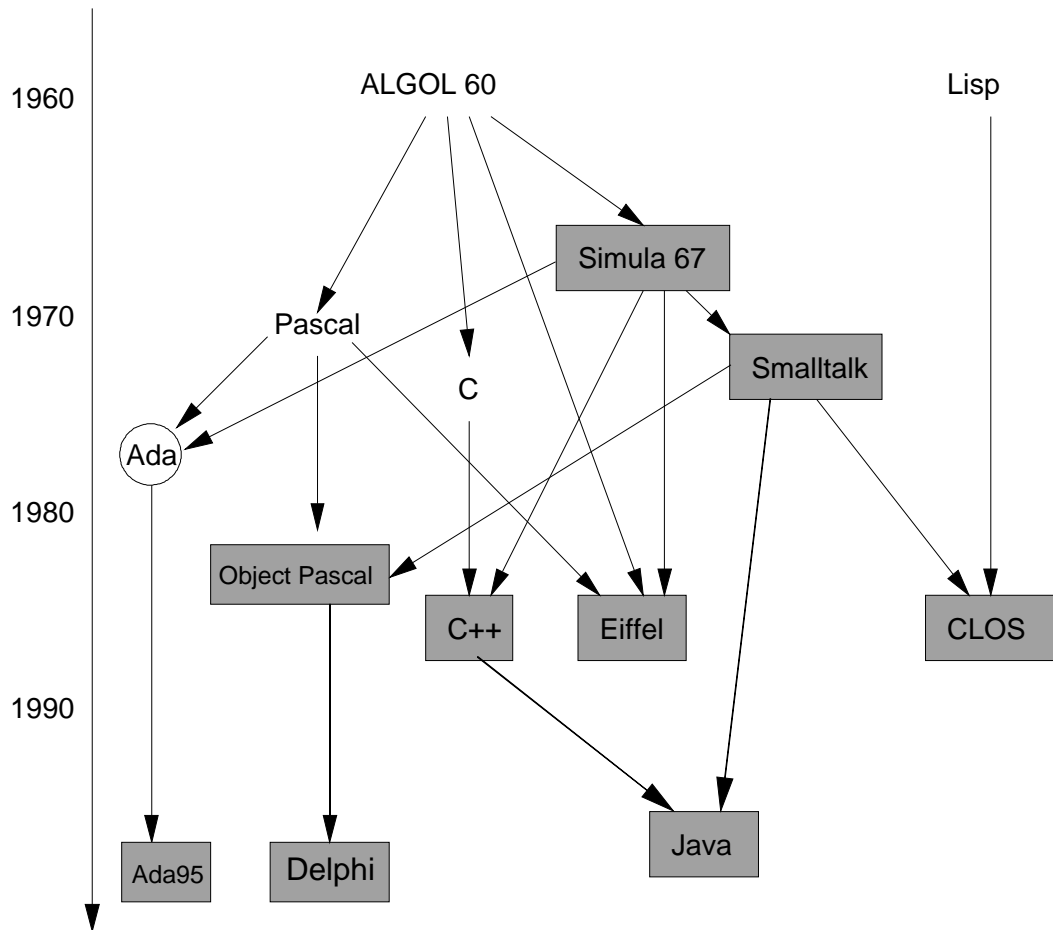 1960
ALGOL 60
Lisp
Simula 67
1970
Pascal
Smalltalk
C
Ada
1980
Object Pascal
C++
Eiffel
CLOS
1990
Java
Ada95
Delphi